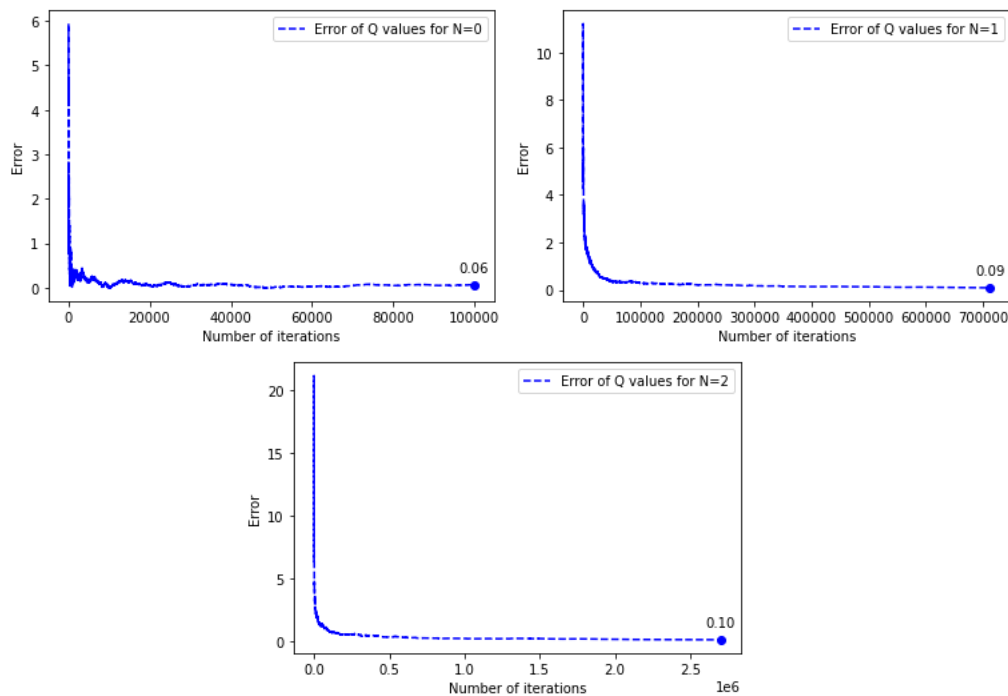 Error of Q values for N=0
6
5
4
3
2
1
0
Error
0.06
0 20000 40000 60000 80000 100000
Number of iterations
Error of Q values for N=1
10
8
6
4
2
0
Error
0.09
0 100000 200000 300000 400000 500000 600000 700000
Number of iterations
Error of Q values for N=2
20
15
10
5
0
Error
0.10
0.0 0.5 1.0 1.5 2.0 2.5
1e6
Number of iterations